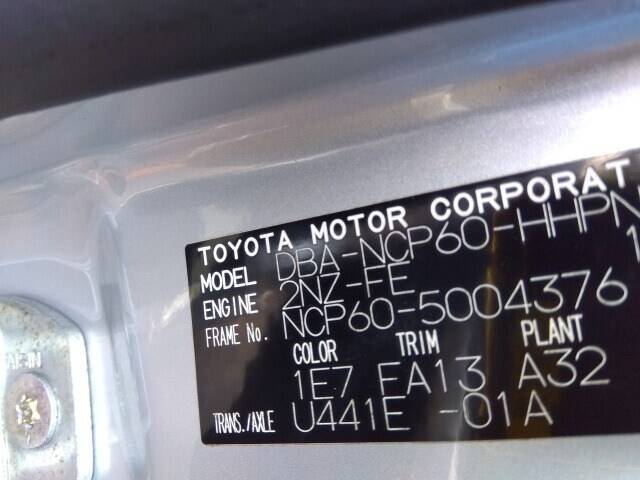 TOYOTA MOTOR CORPORAT
MODEL DBA-NCP60-HHPN
ENGINE 2NZ-FE 1
FRAME No. NCP60-5004376
COLOR TRIM PLANT
1E7 FA13 A32
TRANS./AXLE U441E -01A